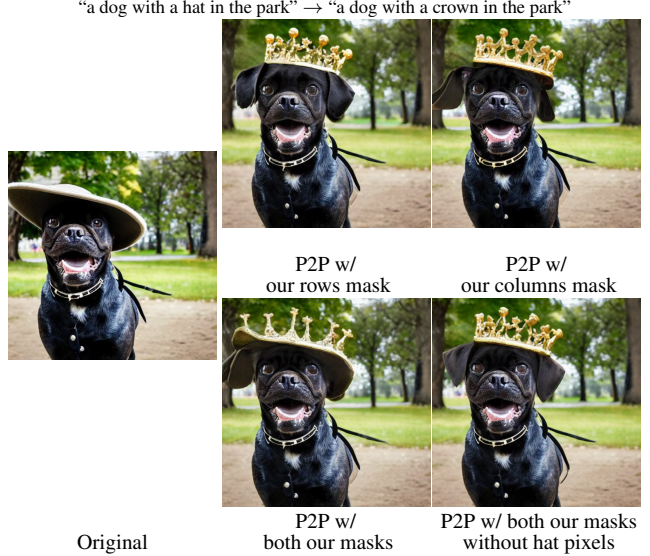 “a dog with a hat in the park” → “a dog with a crown in the park”
P2P w/
our rows mask
P2P w/
our columns mask
Original
P2P w/
both our masks
P2P w/ both our masks
without hat pixels